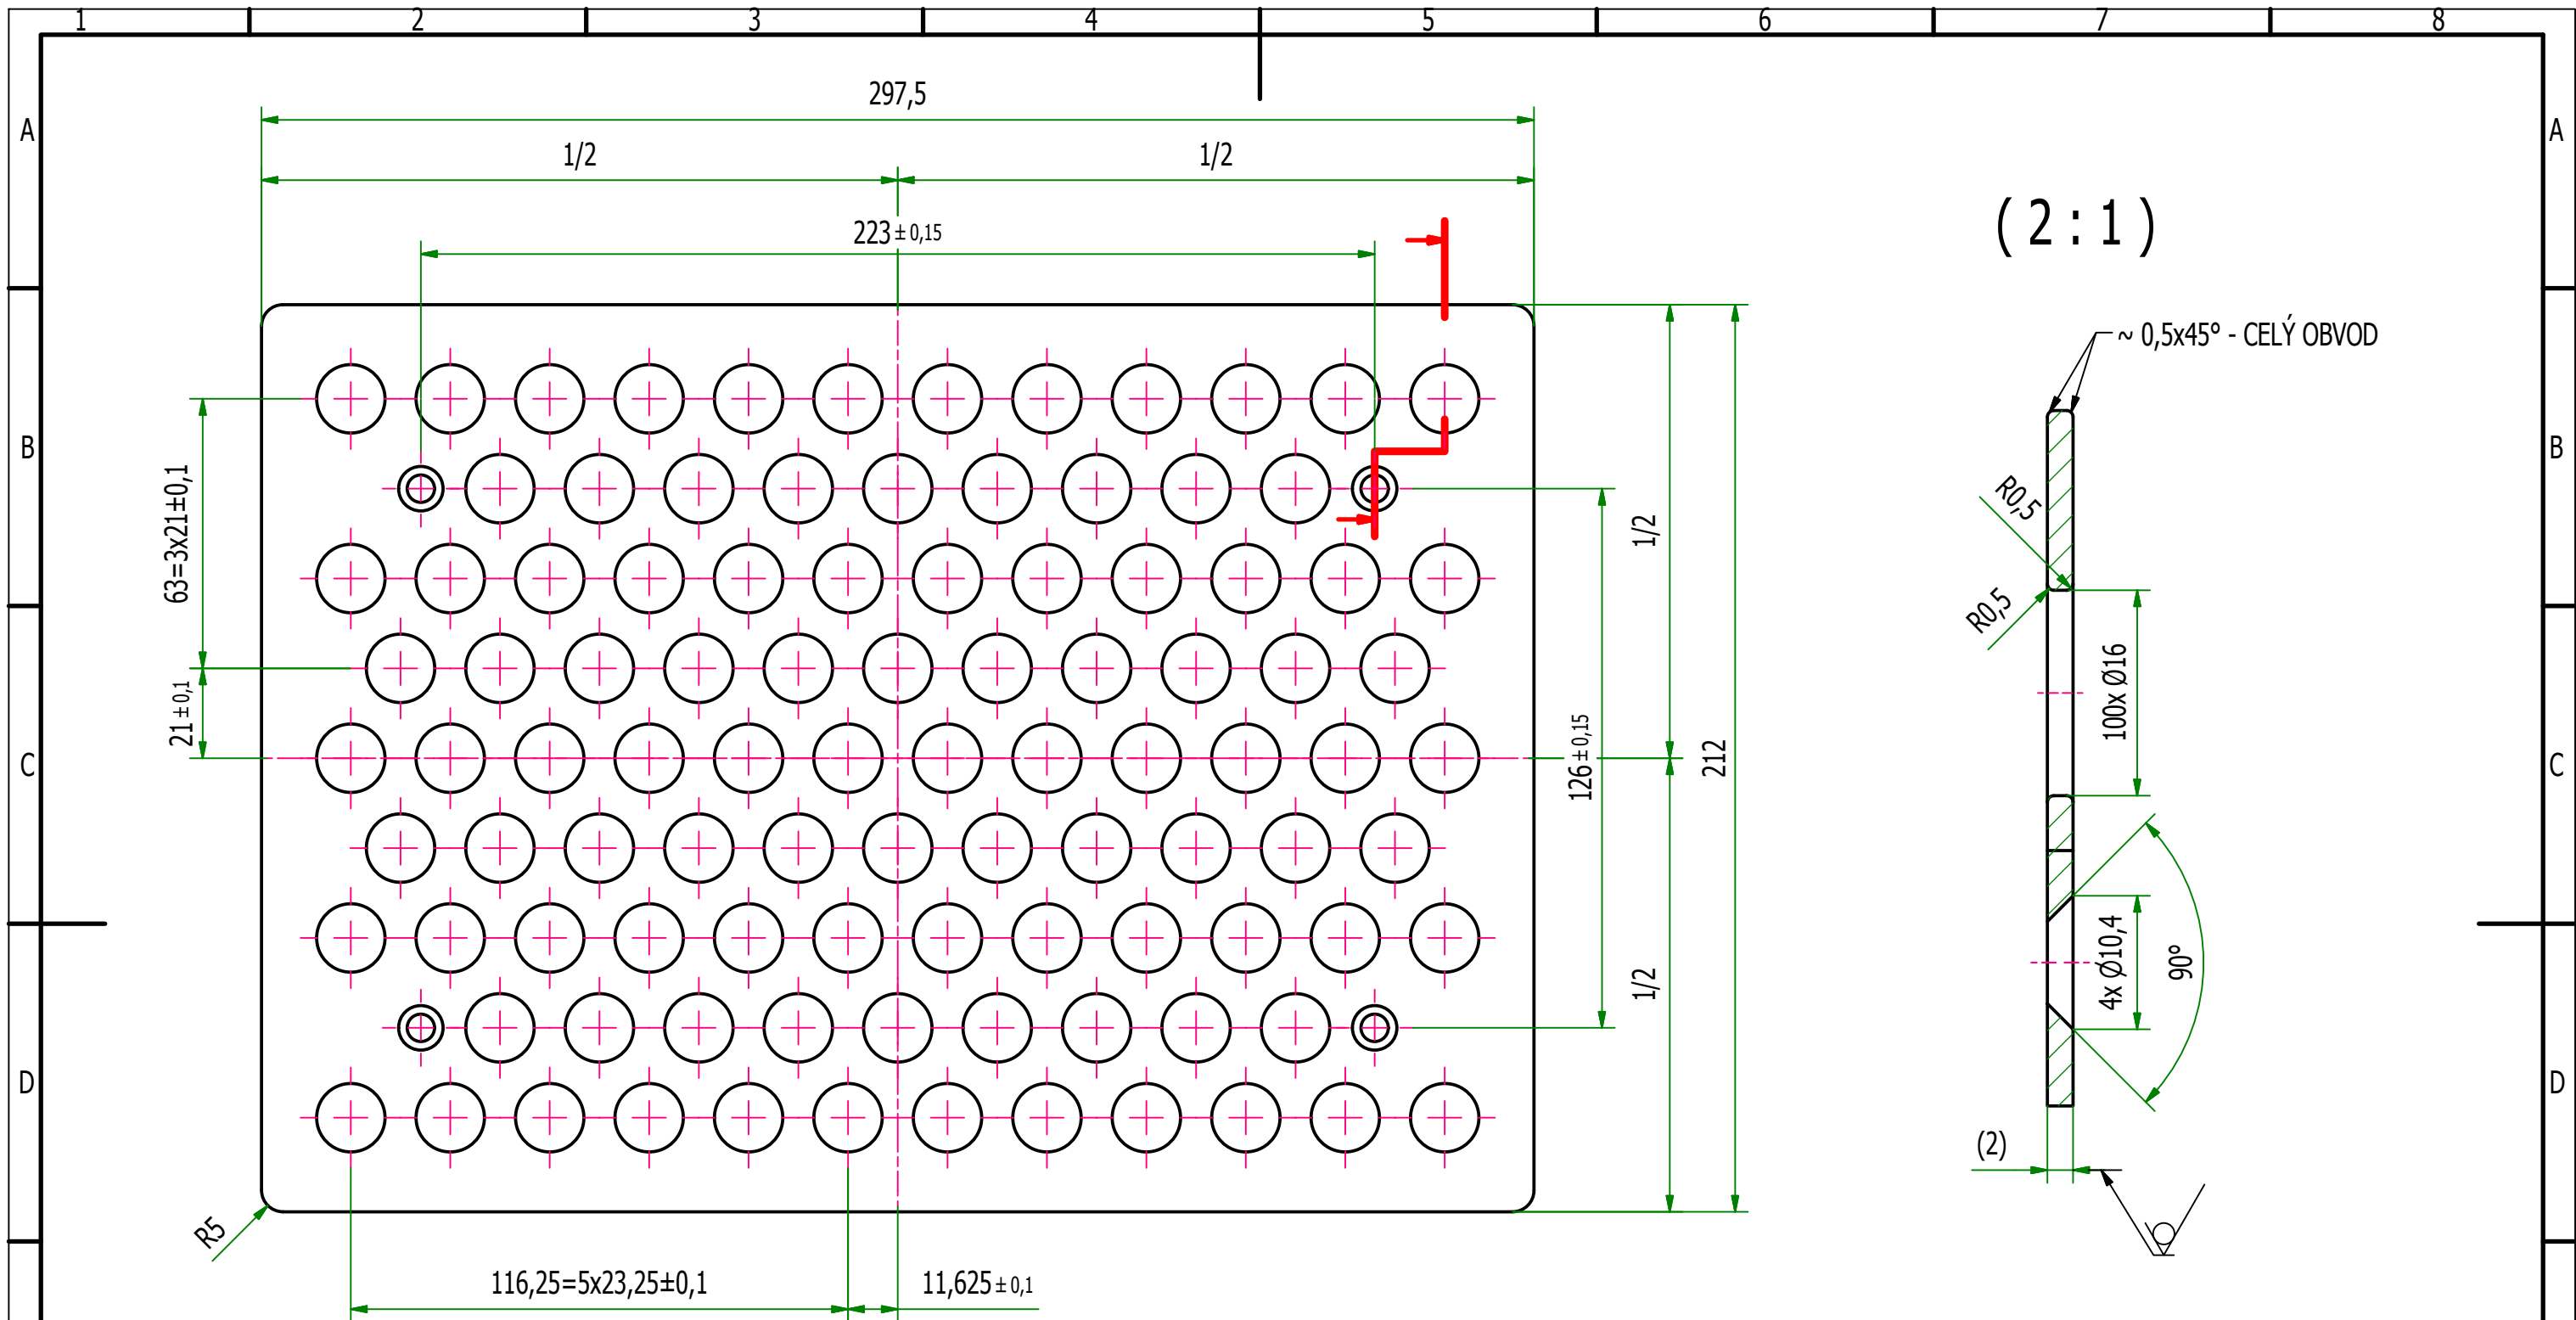 1 2 3 4 5 6 7 8
A A
297,5
1/2 1/2
223 ± 0,15
( 2 : 1 )
~ 0,5x45° - CELÝ OBVOD
B B
63=3x21±0,1
R0,5
1/2
R0,5
100x Ø16
21 ± 0,1
C C
126 ± 0,15
212
4x Ø10,4
90°
1/2
D D
(2)
R5
116,25=5x23,25±0,1
11,625 ± 0,1